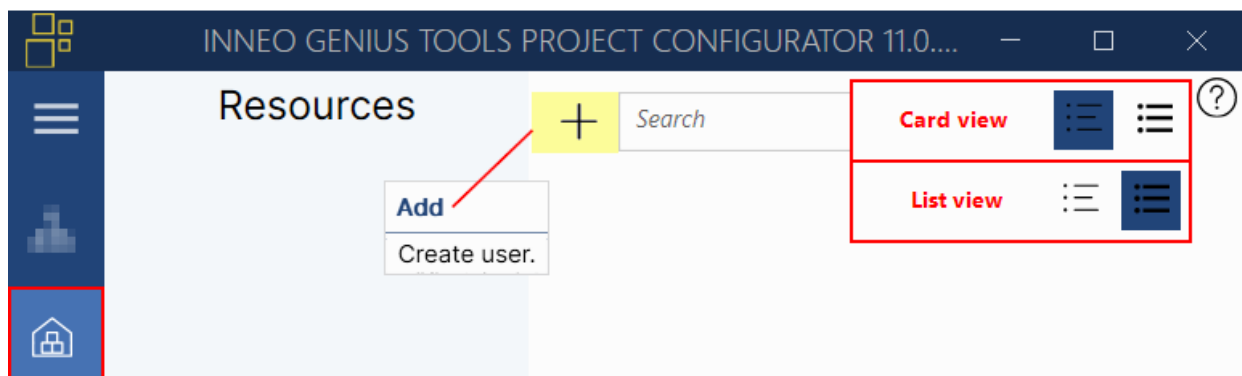 INNEO GENIUS TOOLS PROJECT CONFIGURATOR 11.0....
Resources
Search
Card view
?
Add
List view
Create user.